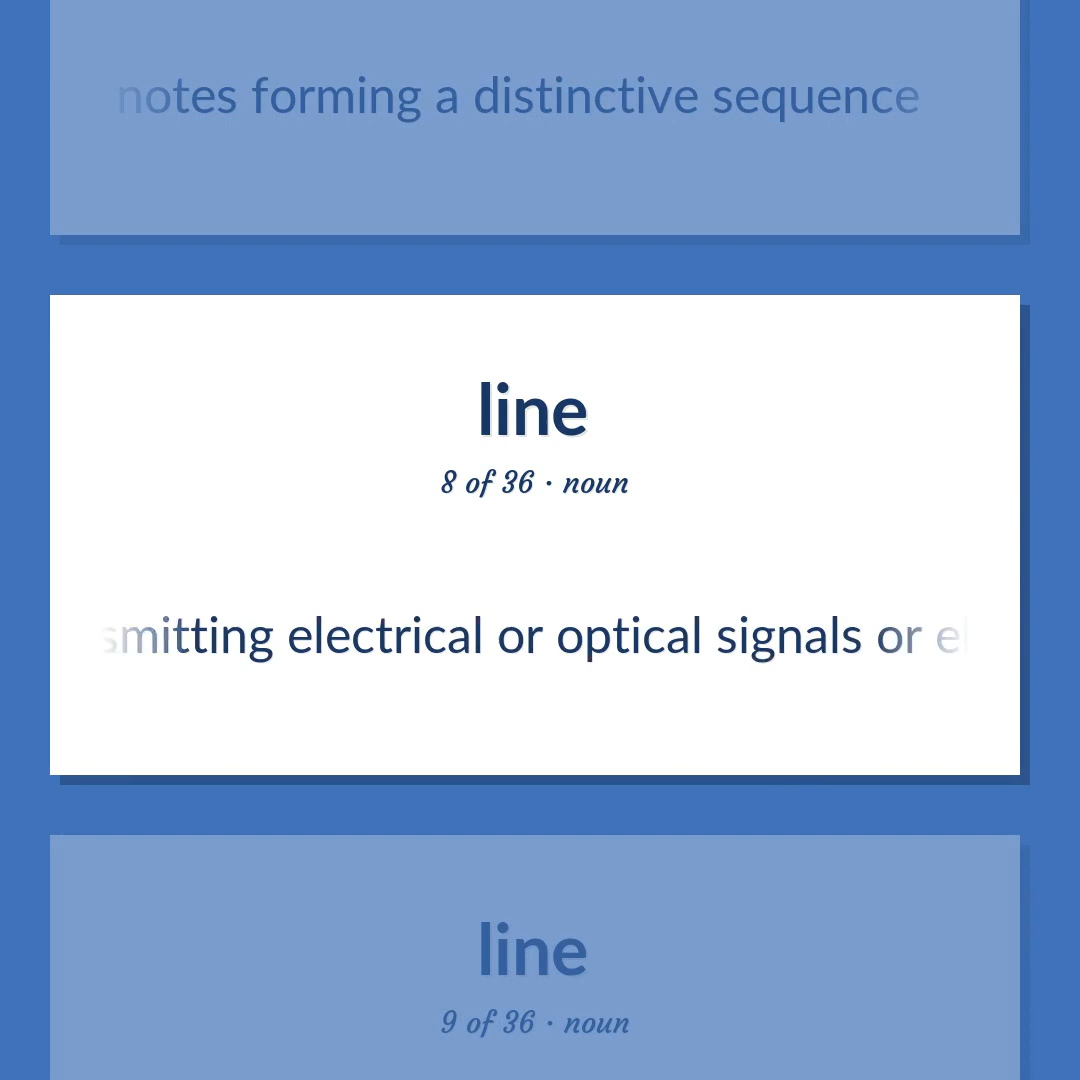 notes forming a distinctive sequence
line
8 of 36 · noun
smitting electrical or optical signals or el
line
9 of 36 · noun